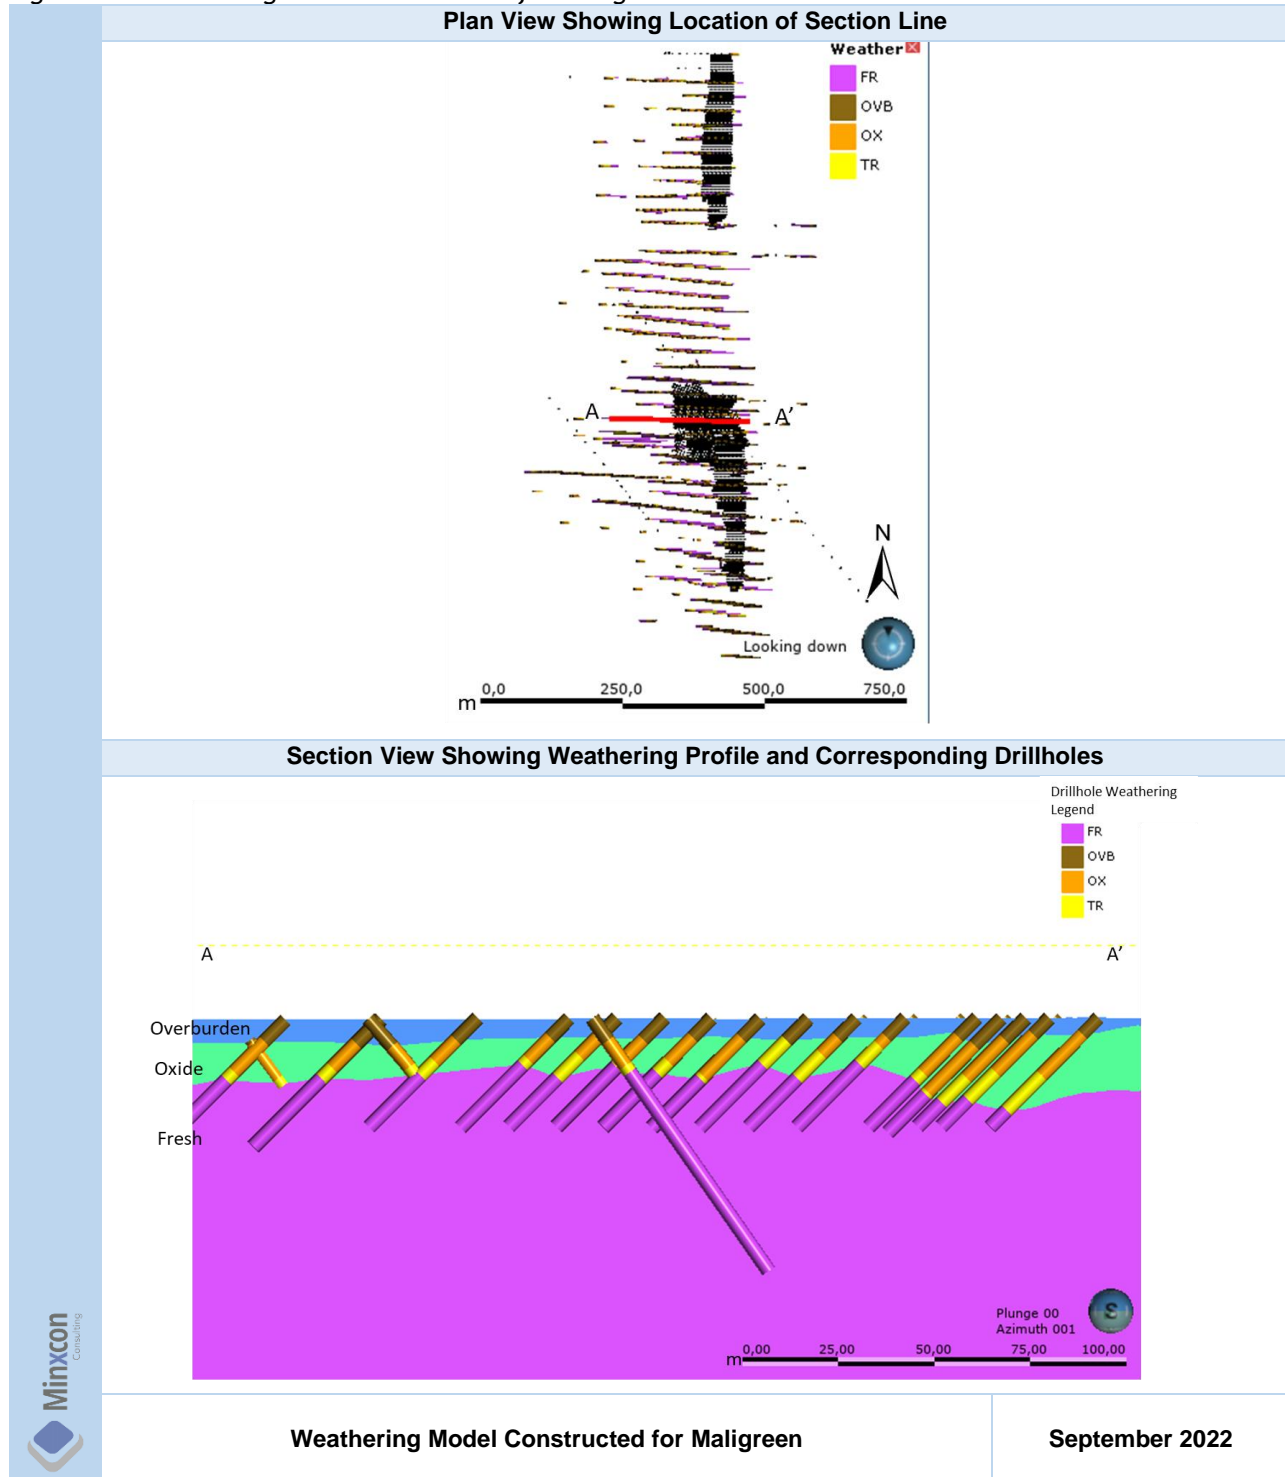 Plan View Showing Location of Section Line
Weather
FR
OVB
OX
TR
A
A'
N
Looking down
m
0,0 250,0 500,0 750,0
Section View Showing Weathering Profile and Corresponding Drillholes
Drillhole Weathering
Legend
FR
OVB
OX
TR
A
A'
Overburden
Oxide
Fresh
S
Plunge 00
Azimuth 001
m
0,00 25,00 50,00 75,00 100,00
Minxcon
Consulting
Weathering Model Constructed for Maligreen
September 2022